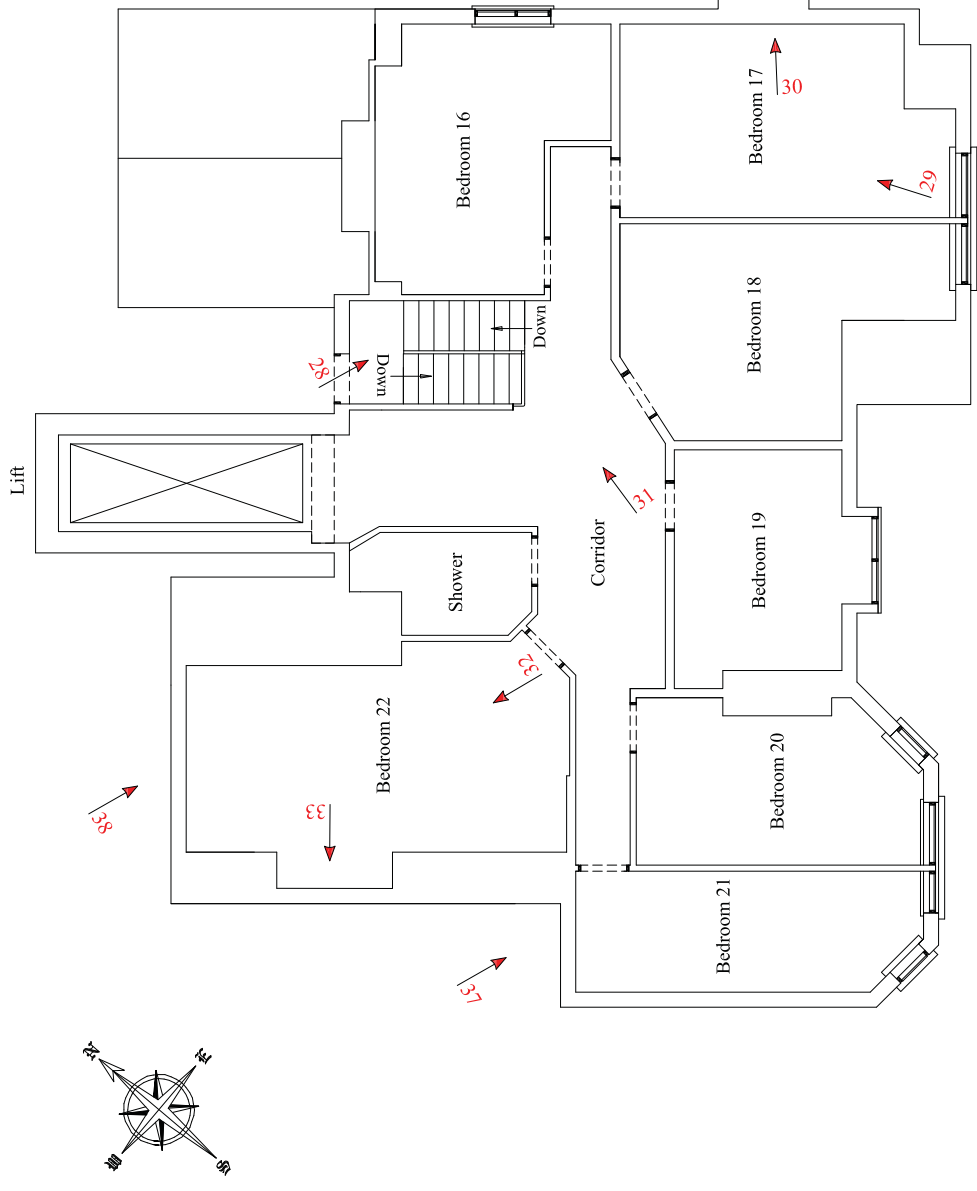 Bedroom 16
Bedroom 17
30
29
Bedroom 18
Down
Down
28
Lift
31
Corridor
Bedroom 19
Shower
32
Bedroom 22
33
38
Bedroom 20
Bedroom 21
37
N
E
S
W